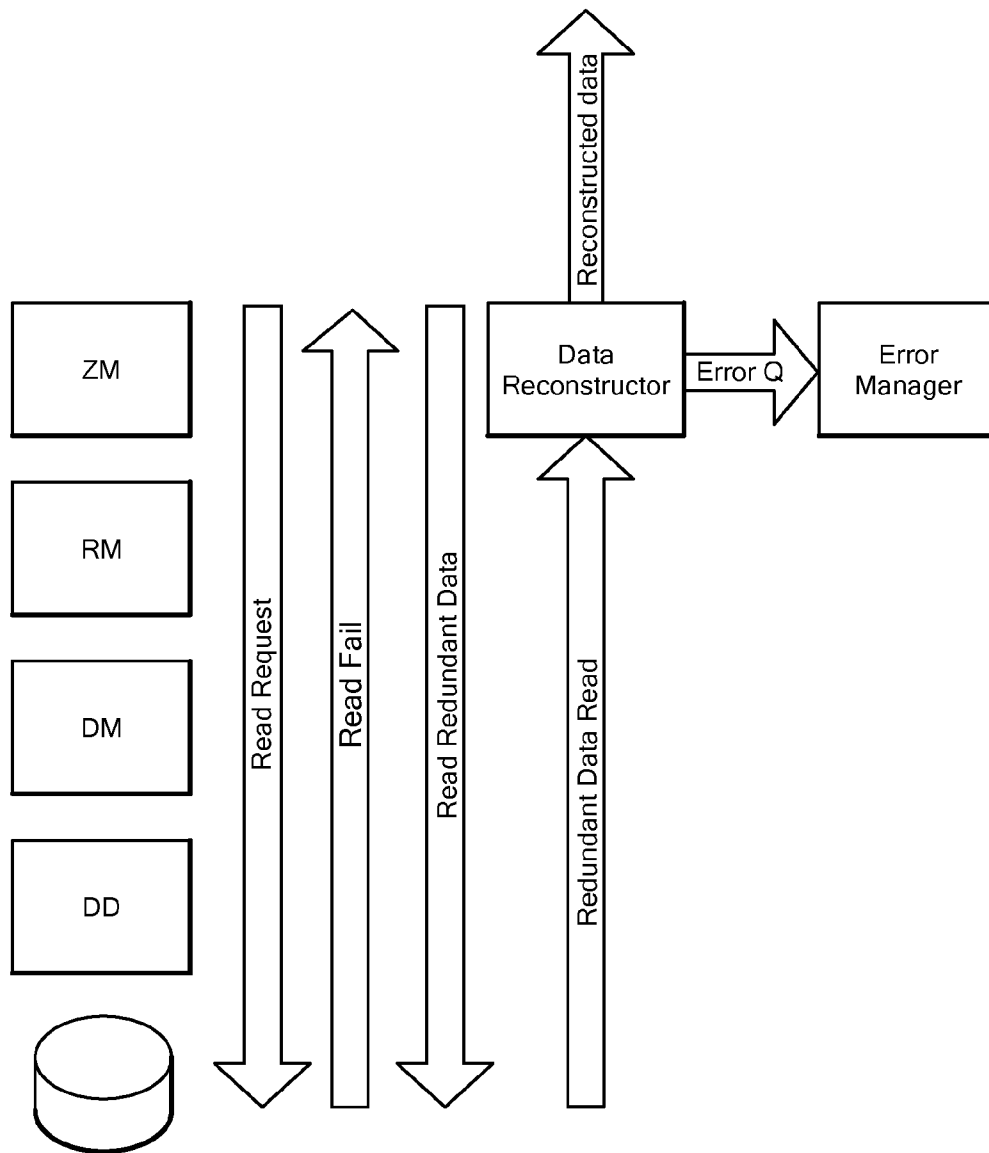 Reconstructed data
ZM
Data
Reconstructor
Error Q
Error
Manager
RM
DM
DD
Read Request
Read Fail
Read Redundant Data
Redundant Data Read